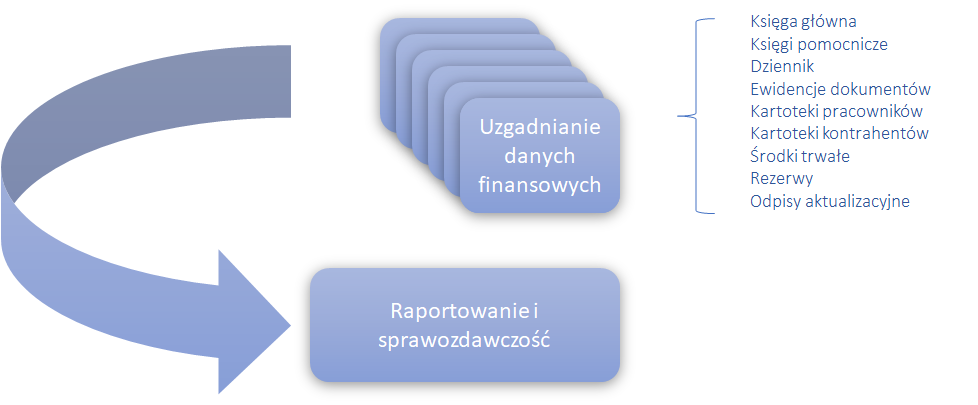 Uzgadnianie
danych
finansowych
Księga główna
Księgi pomocnicze
Dziennik
Ewidencje dokumentów
Kartoteki pracowników
Kartoteki kontrahentów
Środki trwałe
Rezerwy
Odpisy aktualizacyjne
Raportowanie i
sprawozdawczość